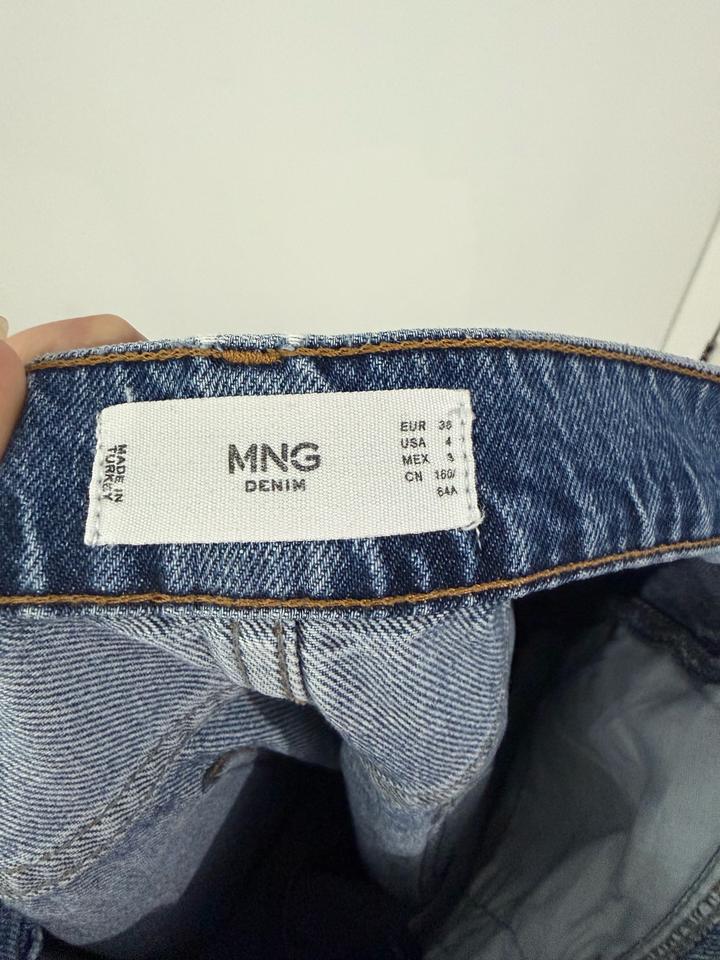 MADE IN
TURKEY
MNG
DENIM
EUR 36
USA 4
MEX 3
CN 160/
64A